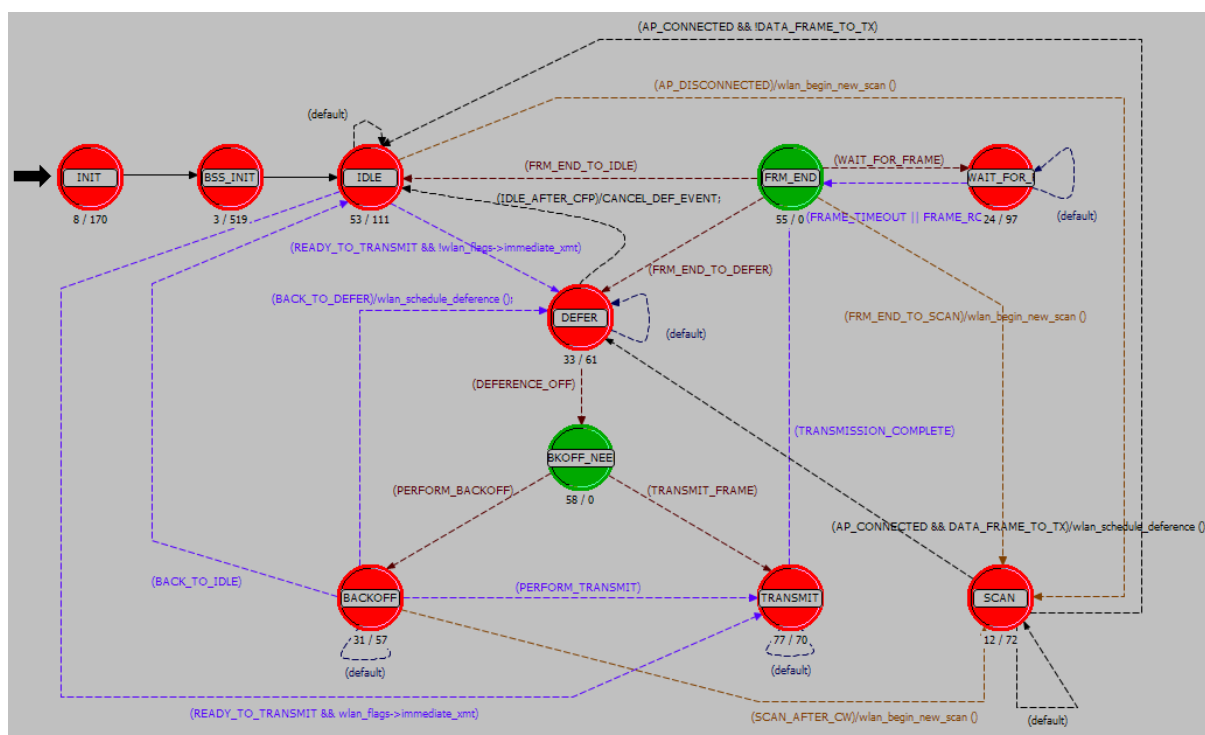 (AP_CONNECTED && !DATA_FRAME_TO_TX)
(AP_DISCONNECTED)/wlan_begin_new_scan ()
(default)
(FRM_END_TO_IDLE)
(WAIT_FOR_FRAME)
INIT
BSS_INIT
IDLE
FRM_END
WAIT_FOR_
(IDLE_AFTER_CFP)/CANCEL_DEF_EVENT;
8 / 170
3 / 519
53 / 111
55 / 0
(FRAME_TIMEOUT || FRAME_RC
24 / 97
(default)
(READY_TO_TRANSMIT && !wlan_flags->immediate_xmt)
(FRM_END_TO_DEFER)
(BACK_TO_DEFER)/wlan_schedule_deference ();
DEFER
(FRM_END_TO_SCAN)/wlan_begin_new_scan ()
(default)
33 / 61
(DEFERENCE_OFF)
(TRANSMISSION_COMPLETE)
BKOFF_NEE
(PERFORM_BACKOFF)
(TRANSMIT_FRAME)
58 / 0
(AP_CONNECTED && DATA_FRAME_TO_TX)/wlan_schedule_deference ()
(BACK_TO_IDLE)
(PERFORM_TRANSMIT)
BACKOFF
TRANSMIT
SCAN
31 / 57
77 / 70
12 / 72
(default)
(default)
(READY_TO_TRANSMIT && wlan_flags->immediate_xmt)
(SCAN_AFTER_CW)/wlan_begin_new_scan ()
(default)